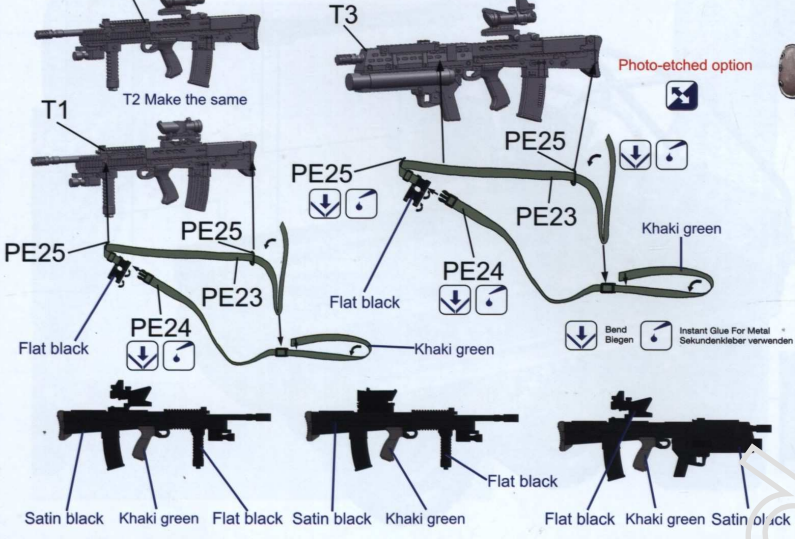 T3
Photo-etched option
T2 Make the same
T1
PE25
PE25
PE23
Khaki green
PE25
PE25
PE23
PE24
Flat black
PE24
Flat black
Khaki green
Bend
Biegen
Instant Glue For Metal
Sekundenkleber verwenden
Flat black
Satin black
Khaki green
Flat black
Satin black
Khaki green
Flat black
Khaki green
Satin black